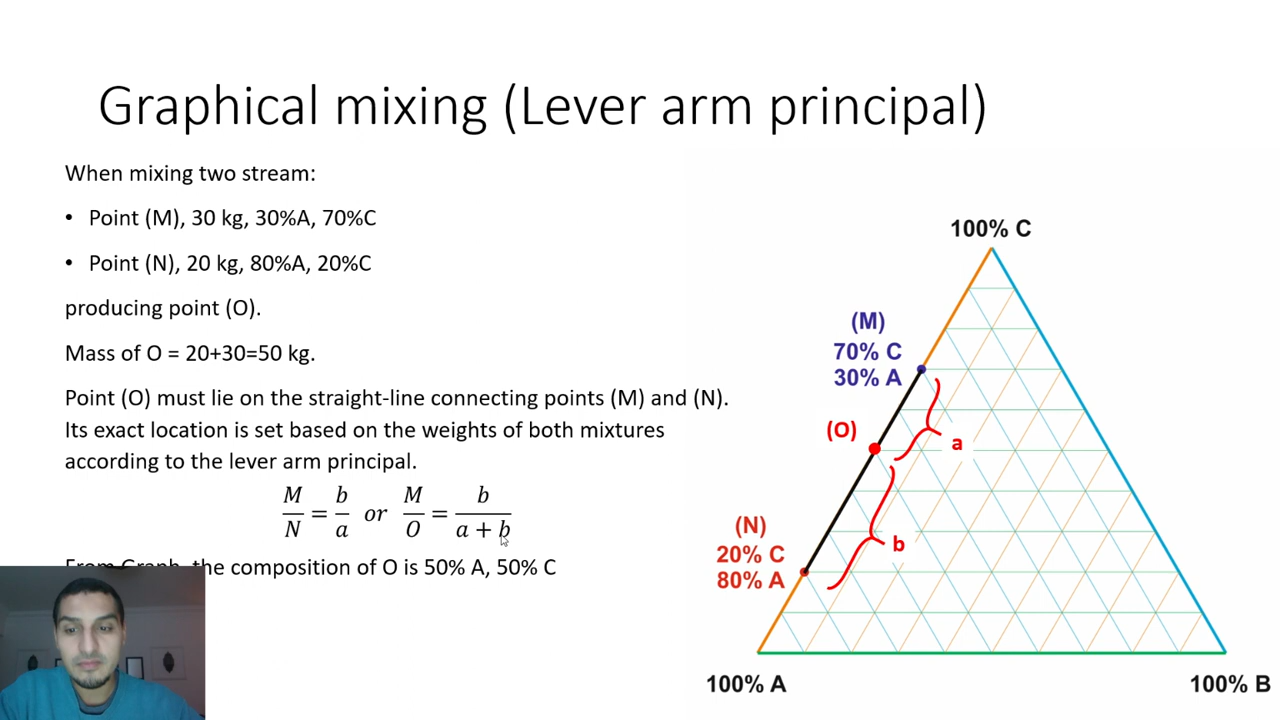 Graphical mixing (Lever arm principal)
When mixing two stream:
• Point (M), 30 kg, 30%A, 70%C
• Point (N), 20 kg, 80%A, 20%C
producing point (O).
Mass of O = 20+30=50 kg.
Point (O) must lie on the straight-line connecting points (M) and (N).
Its exact location is set based on the weights of both mixtures
according to the lever arm principal.
M/N = b/a or M/O = b/(a + b)
From Graph, the composition of O is 50% A, 50% C
100% C
(M)
70% C
30% A
(O)
a
(N)
20% C
80% A
b
100% A
100% B